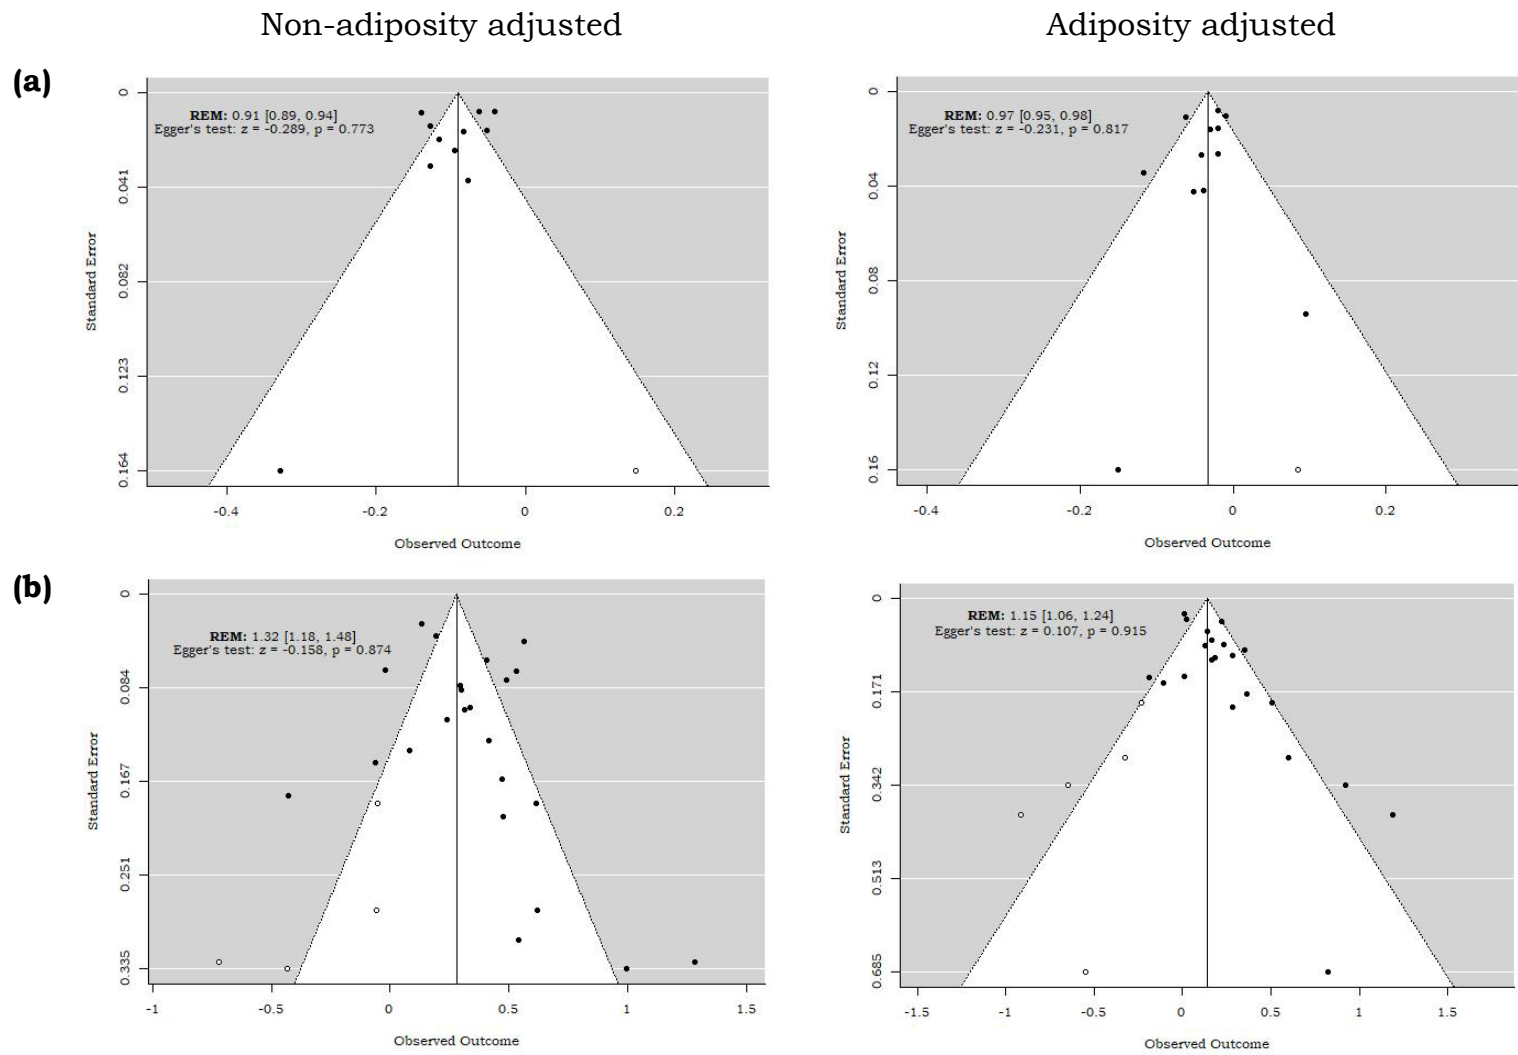 Non-adiposity adjusted
Adiposity adjusted
(a)
REM: 0.91 [0.89, 0.94]
Egger's test: z = -0.289, p = 0.773
Standard Error
0
0.041
0.082
0.123
0.164
-0.4
-0.2
0
0.2
Observed Outcome
REM: 0.97 [0.95, 0.98]
Egger's test: z = -0.231, p = 0.817
Standard Error
0
0.04
0.08
0.12
0.16
-0.4
-0.2
0
0.2
Observed Outcome
(b)
REM: 1.32 [1.18, 1.48]
Egger's test: z = -0.158, p = 0.874
Standard Error
0
0.084
0.167
0.251
0.335
-1
-0.5
0
0.5
1
1.5
Observed Outcome
REM: 1.15 [1.06, 1.24]
Egger's test: z = 0.107, p = 0.915
Standard Error
0
0.171
0.342
0.513
0.685
-1.5
-1
-0.5
0
0.5
1
1.5
Observed Outcome